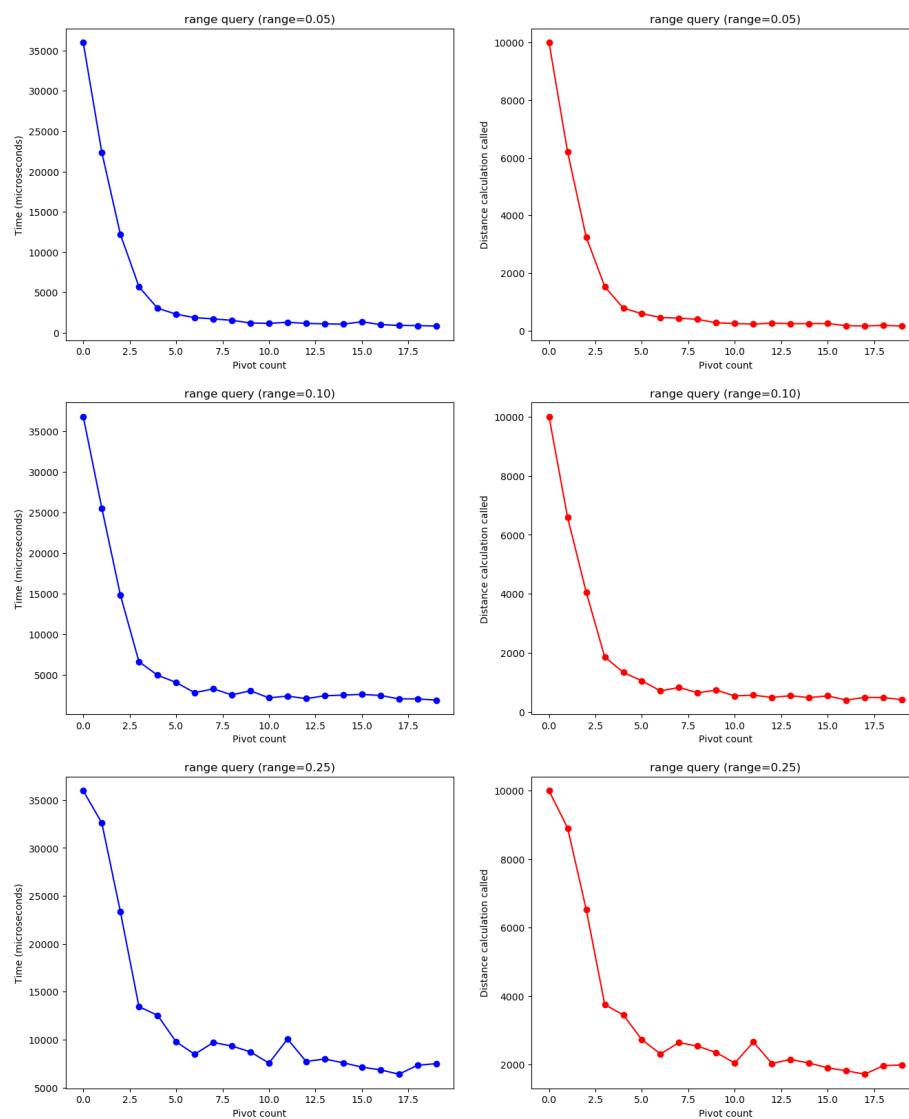 range query (range=0.05)
35000
30000
25000
20000
15000
10000
5000
0
Time (microseconds)
0.0 2.5 5.0 7.5 10.0 12.5 15.0 17.5
Pivot count
range query (range=0.05)
10000
8000
6000
4000
2000
0
Distance calculation called
0.0 2.5 5.0 7.5 10.0 12.5 15.0 17.5
Pivot count
range query (range=0.10)
35000
30000
25000
20000
15000
10000
5000
Time (microseconds)
0.0 2.5 5.0 7.5 10.0 12.5 15.0 17.5
Pivot count
range query (range=0.10)
10000
8000
6000
4000
2000
0
Distance calculation called
0.0 2.5 5.0 7.5 10.0 12.5 15.0 17.5
Pivot count
range query (range=0.25)
35000
30000
25000
20000
15000
10000
5000
Time (microseconds)
0.0 2.5 5.0 7.5 10.0 12.5 15.0 17.5
Pivot count
range query (range=0.25)
10000
8000
6000
4000
2000
Distance calculation called
0.0 2.5 5.0 7.5 10.0 12.5 15.0 17.5
Pivot count